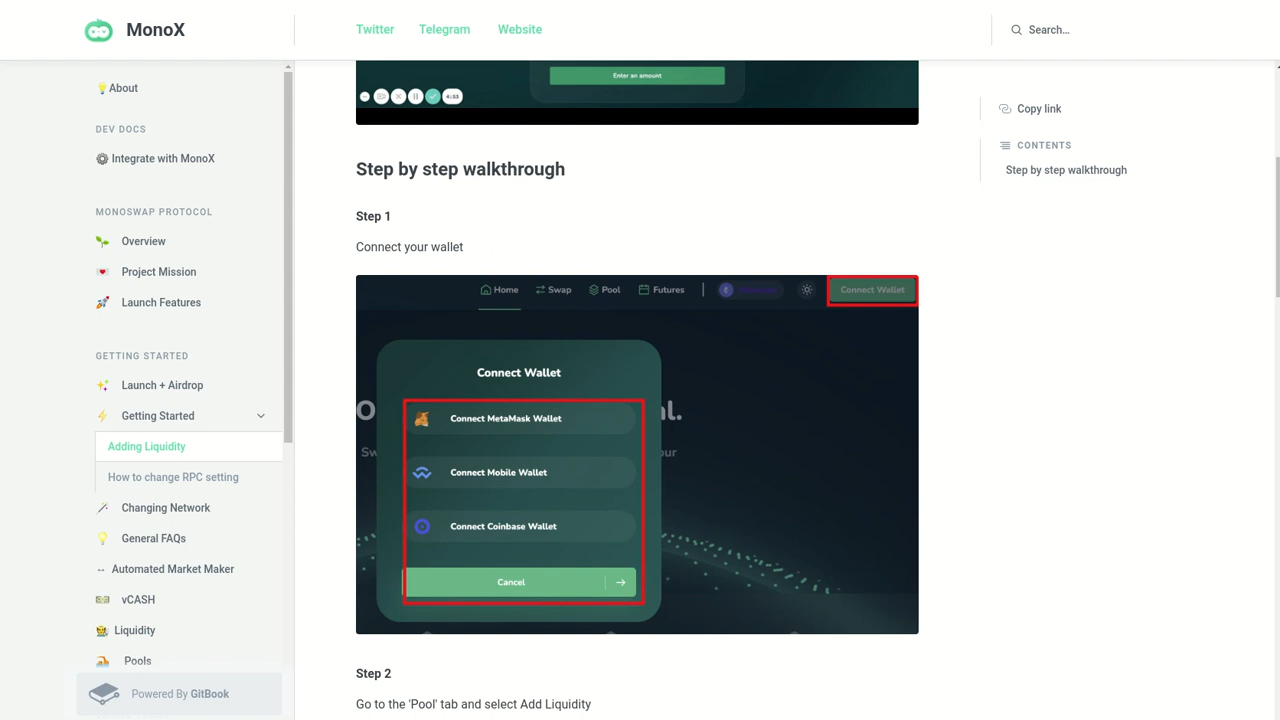 MonoX
Twitter
Telegram
Website
Search...
💡About
DEV DOCS
⚙️ Integrate with MonoX
MONOSWAP PROTOCOL
🌱 Overview
💌 Project Mission
🚀 Launch Features
GETTING STARTED
✨ Launch + Airdrop
⚡ Getting Started
Adding Liquidity
How to change RPC setting
🪄 Changing Network
💡 General FAQs
↔️ Automated Market Maker
💵 vCASH
Liquidity
🏊 Pools
Powered By GitBook
Enter an amount
4:53
Step by step walkthrough
Step 1
Connect your wallet
Home
Swap
Pool
Futures
Connect Wallet
Connect Wallet
Connect MetaMask Wallet
Connect Mobile Wallet
Connect Coinbase Wallet
Cancel
Step 2
Go to the 'Pool' tab and select Add Liquidity
Copy link
CONTENTS
Step by step walkthrough